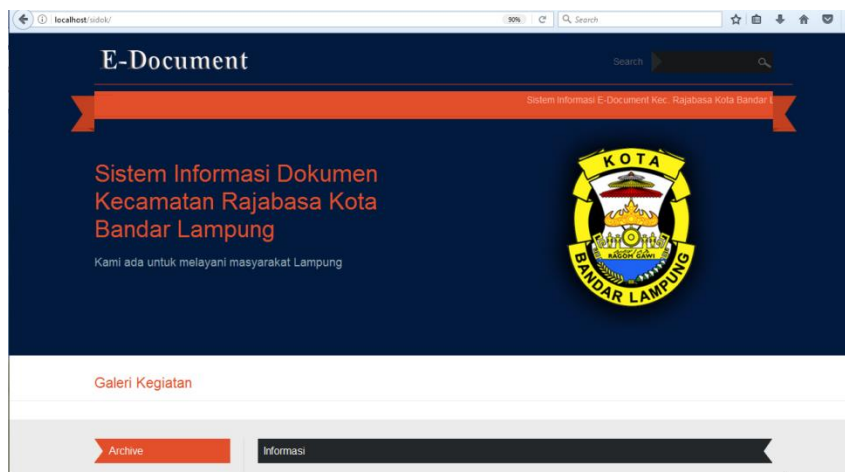 localhost/sidok/
90%
Search
E-Document
Search
Sistem Informasi E-Document Kec. Rajabasa Kota Bandar L
Sistem Informasi Dokumen
Kecamatan Rajabasa Kota
Bandar Lampung
Kami ada untuk melayani masyarakat Lampung
KOTA
RAGOM GAWI
BANDAR LAMPUNG
Galeri Kegiatan
Archive
Informasi